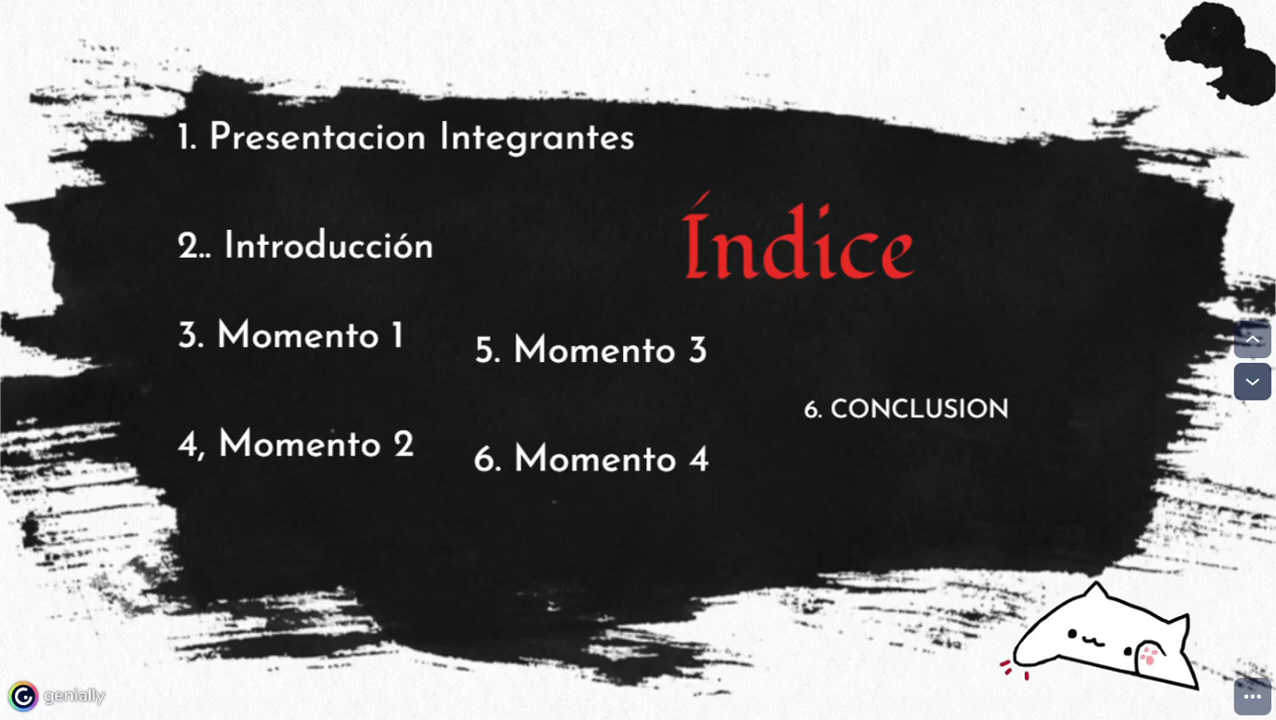 1. Presentacion Integrantes
Índice
2.. Introducción
3. Momento 1
5. Momento 3
6. CONCLUSION
4, Momento 2
6. Momento 4
genially